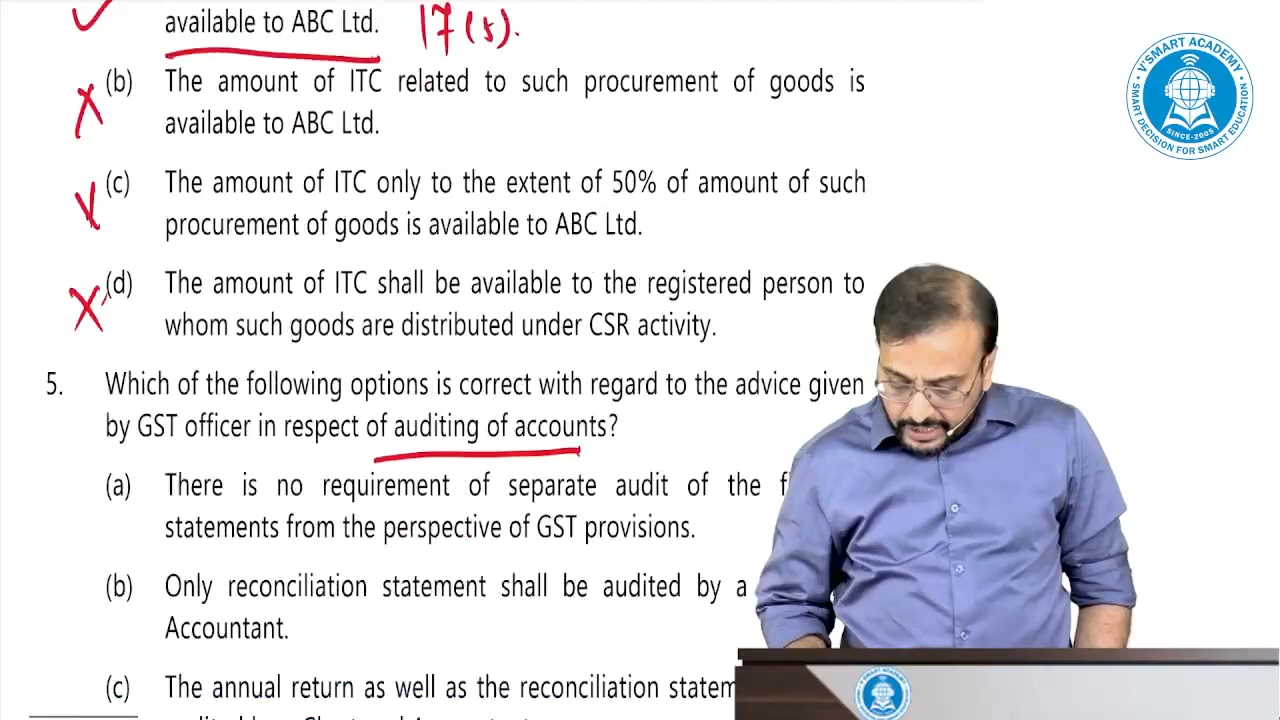 available to ABC Ltd. 17(5).
(b) The amount of ITC related to such procurement of goods is
available to ABC Ltd.
(c) The amount of ITC only to the extent of 50% of amount of such
procurement of goods is available to ABC Ltd.
(d) The amount of ITC shall be available to the registered person to
whom such goods are distributed under CSR activity.
5. Which of the following options is correct with regard to the advice given
by GST officer in respect of auditing of accounts?
(a) There is no requirement of separate audit of the
statements from the perspective of GST provisions.
(b) Only reconciliation statement shall be audited by a
Accountant.
(c) The annual return as well as the reconciliation
V'SMART ACADEMY
SMART DECISION FOR SMART EDUCATION
SINCE-2005